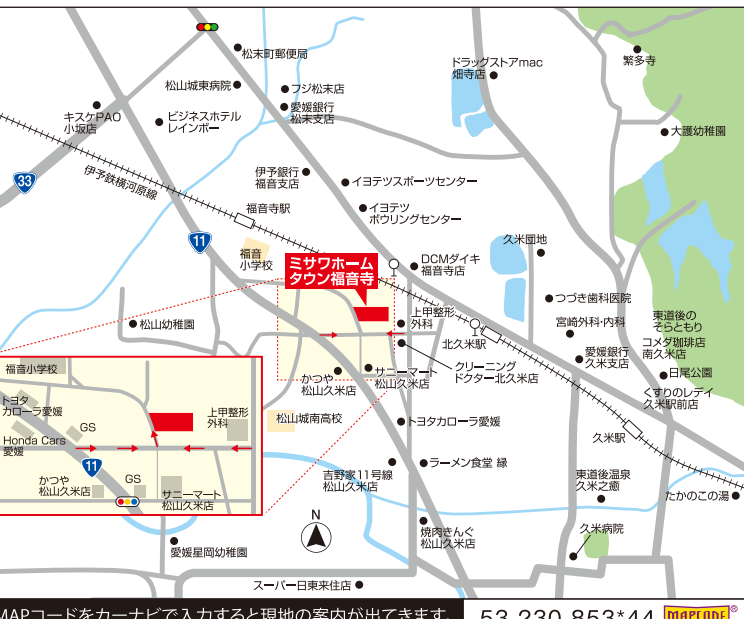 松末町郵便局
ドラッグストアmac
畑寺店
繁多寺
松山城東病院
フジ松末店
愛媛銀行
松末支店
キスケPAO
小坂店
ビジネスホテル
レインボー
大護幼稚園
伊予鉄横河原線
伊予銀行
福音支店
イヨテツスポーツセンター
33
福音寺駅
イヨテツ
ボウリングセンター
11
久米団地
福音
小学校
ミサワホーム
タウン福音寺
DCMダイキ
福音寺店
つづき歯科医院
上甲整形
外科
宮崎外科・内科
東道後の
そらともり
松山幼稚園
北久米駅
コメダ珈琲店
南久米店
愛媛銀行
久米支店
クリーニング
ドクター北久米店
日尾公園
かつや
松山久米店
サニーマート
松山久米店
くすりのレデイ
久米駅前店
福音小学校
トヨタ
カローラ愛媛
GS
上甲整形
外科
Honda Cars
愛媛
11
かつや
松山久米店
GS
サニーマート
松山久米店
松山城南高校
トヨタカローラ愛媛
久米駅
吉野家11号線
松山久米店
ラーメン食堂 縁
東道後温泉
久米之癒
たかのこの湯
N
焼肉きんぐ
松山久米店
久米病院
愛媛星岡幼稚園
スーパー日東来住店
MAPコードをカーナビで入力すると現地の案内が出てきます。
53 230 853*44
MAPCODE®